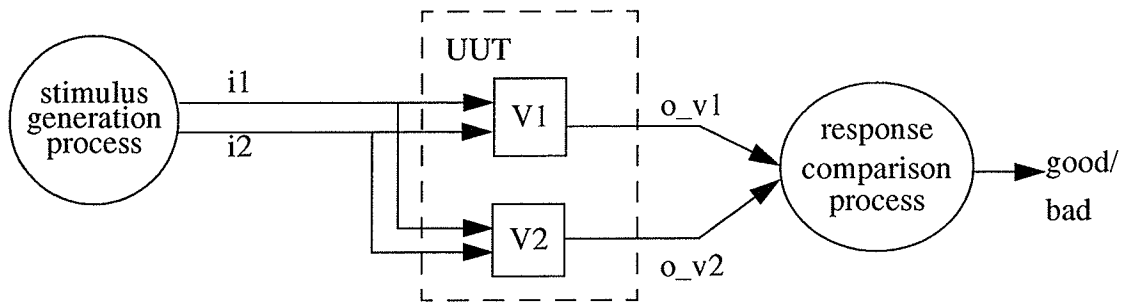 UUT
stimulus
generation
process
i1
i2
V1
V2
o_v1
o_v2
response
comparison
process
good/
bad